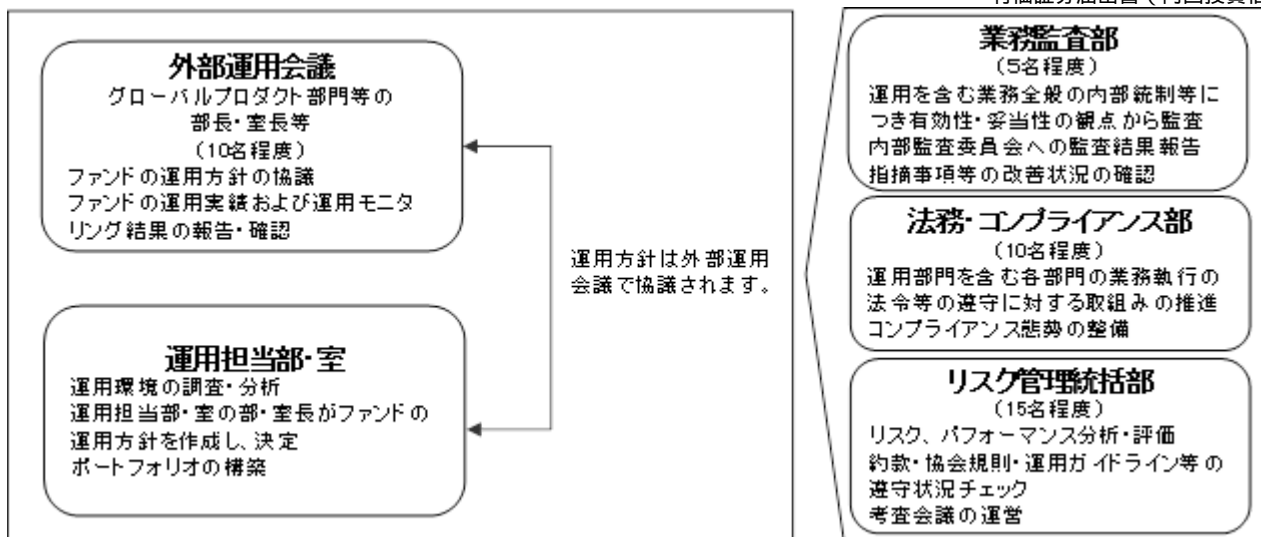 有価証券届出書(内国投資信
外部運用会議
グローバルプロダクト部門等の
部長・室長等
(10名程度)
ファンドの運用方針の協議
ファンドの運用実績および運用モニタ
リング結果の報告・確認
運用方針は外部運用
会議で協議されます。
運用担当部・室
運用環境の調査・分析
運用担当部・室の部・室長がファンドの
運用方針を作成し、決定
ポートフォリオの構築
業務監査部
(5名程度)
運用を含む業務全般の内部統制等に
つき有効性・妥当性の観点から監査
内部監査委員会への監査結果報告
指摘事項等の改善状況の確認
法務・コンプライアンス部
(10名程度)
運用部門を含む各部門の業務執行の
法令等の遵守に対する取組みの推進
コンプライアンス態勢の整備
リスク管理統括部
(15名程度)
リスク、パフォーマンス分析・評価
約款・協会規則・運用ガイドライン等の
遵守状況チェック
考査会議の運営